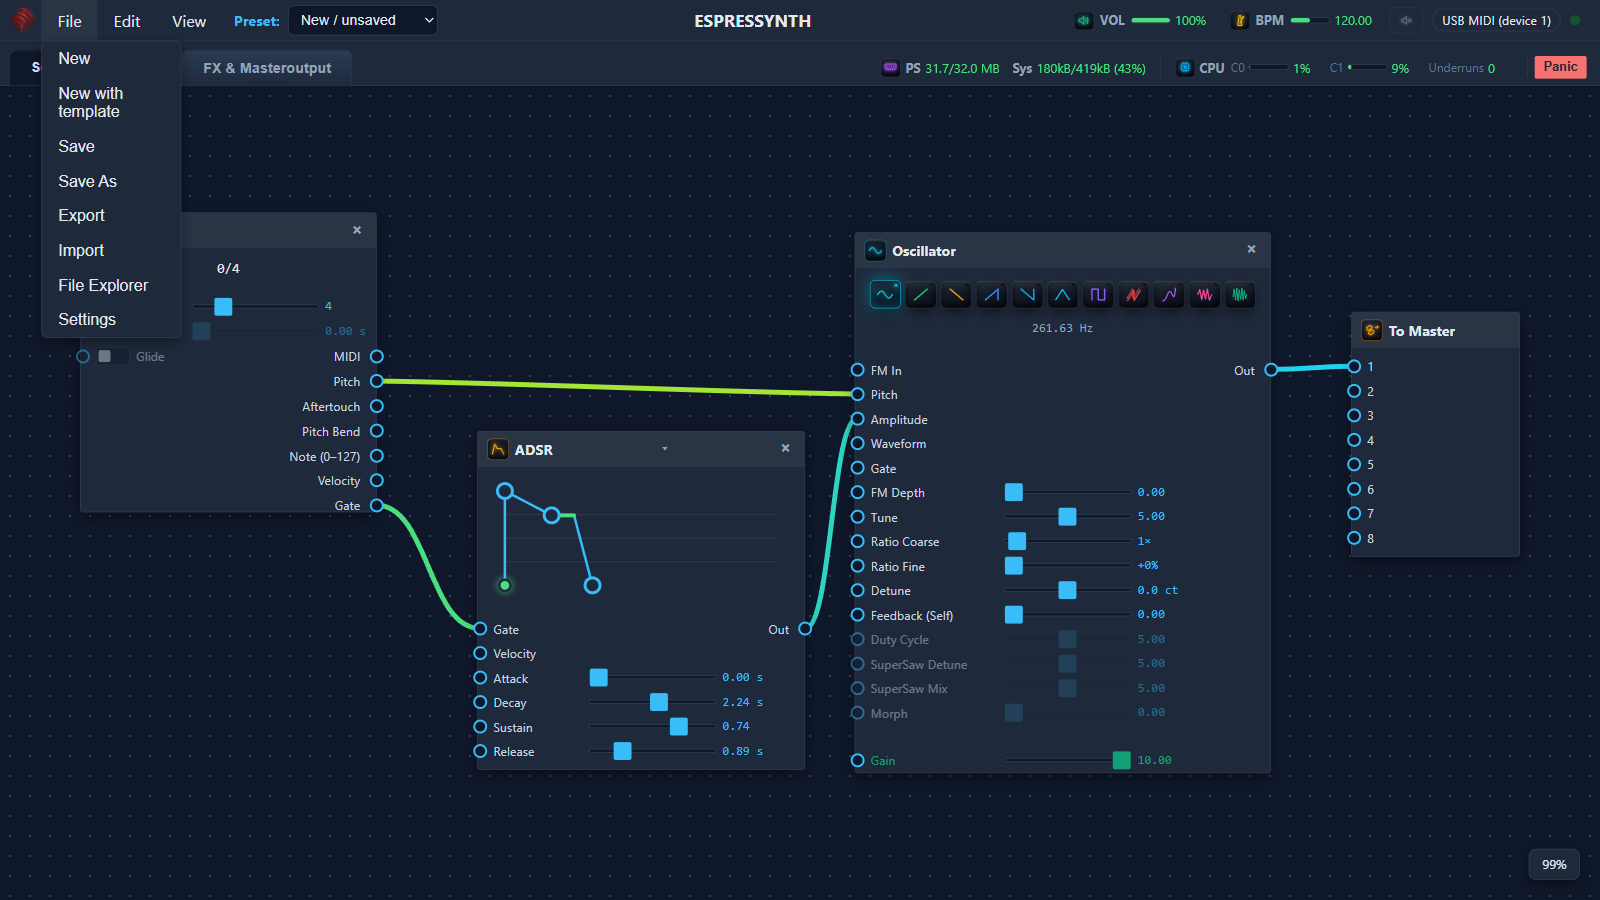 File Edit View Preset: New / unsaved ESPRESSYNTH VOL 100% BPM 120.00 USB MIDI (device 1)
S FX & Masteroutput PS 31.7/32.0 MB Sys 180kB/419kB (43%) CPU C0 1% C1 9% Underruns 0 Panic
New
New with
template
Save
Save As
Export
Import
File Explorer
Settings
0/4
4
0.00 s
Glide MIDI
Pitch
Aftertouch
Pitch Bend
Note (0–127)
Velocity
Gate
ADSR
Gate Out
Velocity
Attack 0.00 s
Decay 2.24 s
Sustain 0.74
Release 0.89 s
Oscillator
261.63 Hz
FM In Out
Pitch
Amplitude
Waveform
Gate
FM Depth 0.00
Tune 5.00
Ratio Coarse 1×
Ratio Fine +0%
Detune 0.0 ct
Feedback (Self) 0.00
Duty Cycle 5.00
SuperSaw Detune 5.00
SuperSaw Mix 5.00
Morph 0.00
Gain 10.00
To Master
1
2
3
4
5
6
7
8
99%